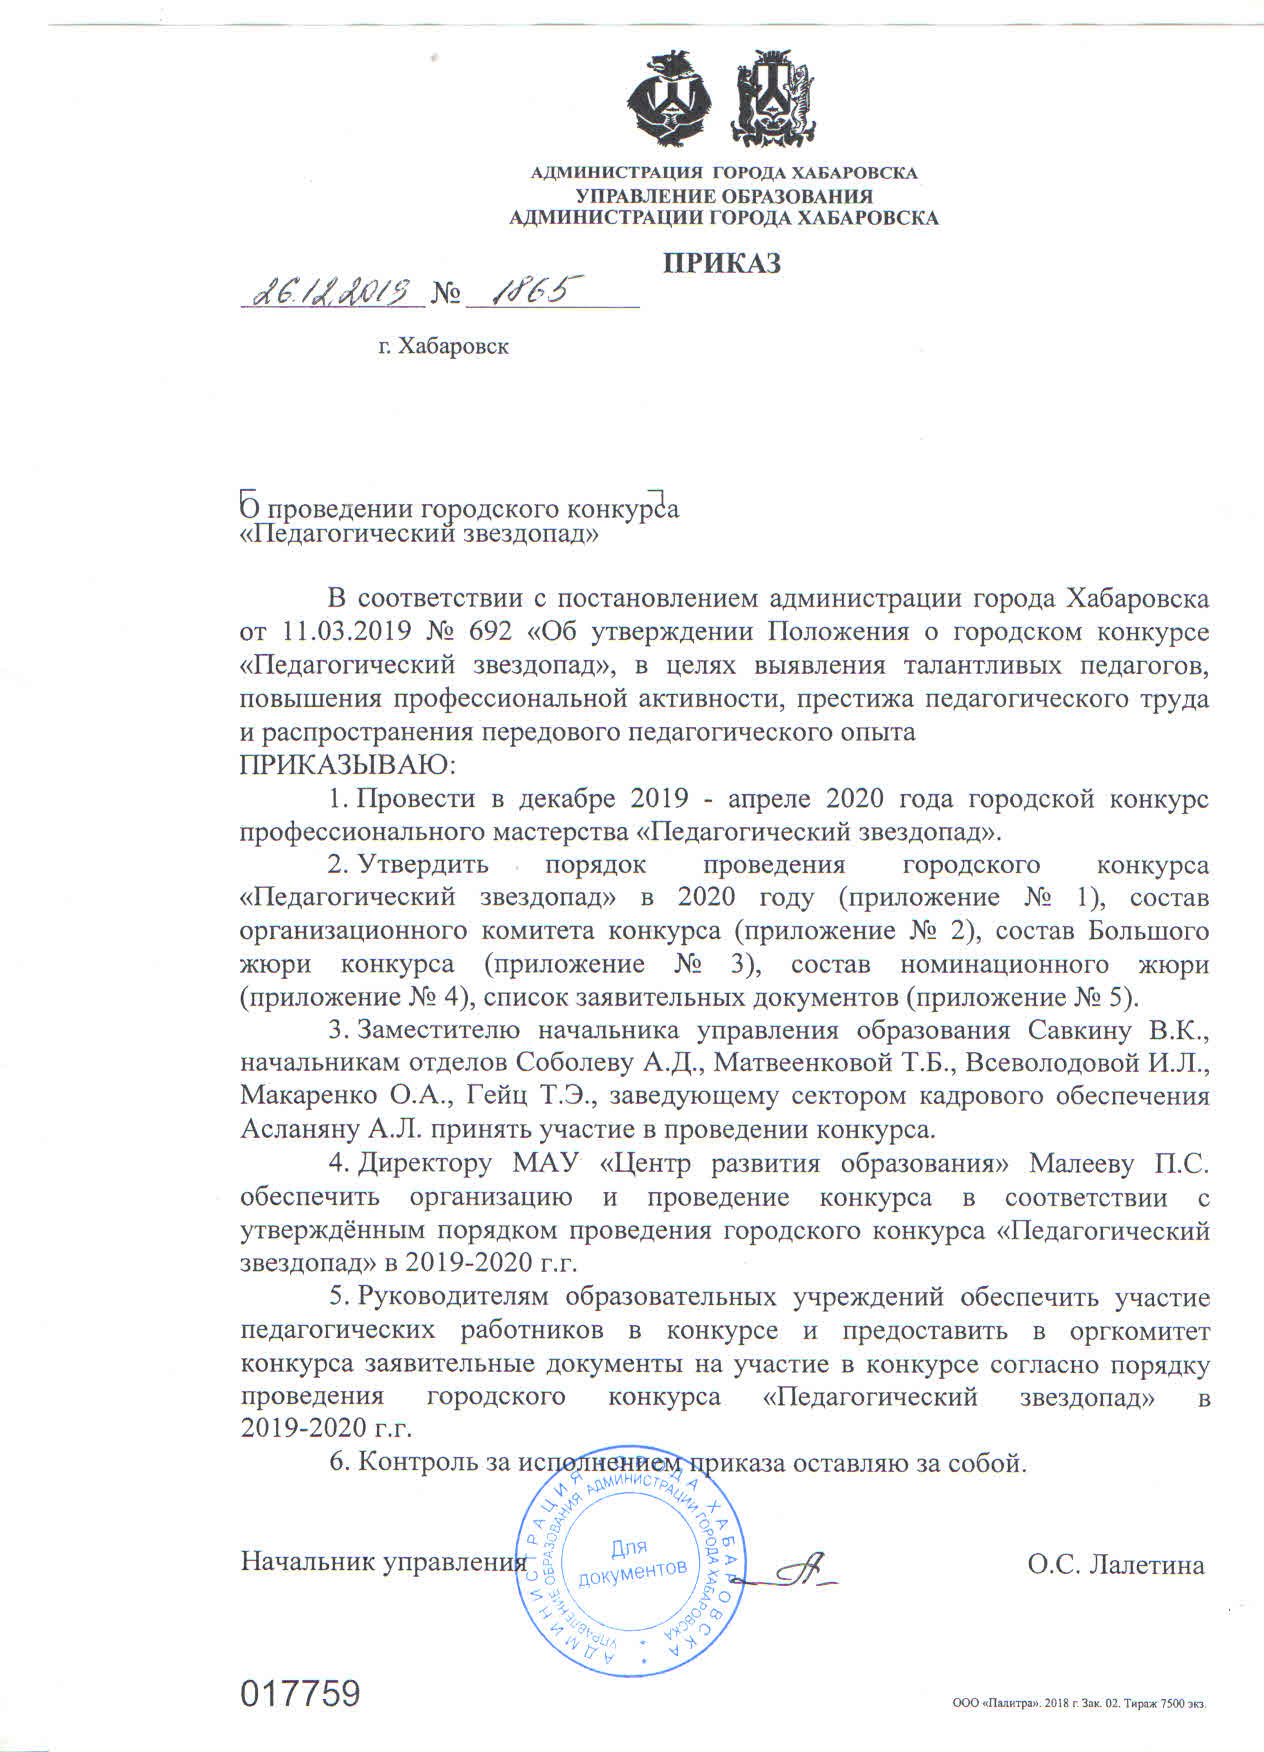 АДМИНИСТРАЦИЯ ГОРОДА ХАБАРОВСКА
УПРАВЛЕНИЕ ОБРАЗОВАНИЯ
АДМИНИСТРАЦИИ ГОРОДА ХАБАРОВСКА
ПРИКАЗ
26.12.2019 № 1865
г. Хабаровск
О проведении городского конкурса
«Педагогический звездопад»
В соответствии с постановлением администрации города Хабаровска
от 11.03.2019 № 692 «Об утверждении Положения о городском конкурсе
«Педагогический звездопад», в целях выявления талантливых педагогов,
повышения профессиональной активности, престижа педагогического труда
и распространения передового педагогического опыта
ПРИКАЗЫВАЮ:
1. Провести в декабре 2019 - апреле 2020 года городской конкурс
профессионального мастерства «Педагогический звездопад».
2. Утвердить порядок проведения городского конкурса
«Педагогический звездопад» в 2020 году (приложение № 1), состав
организационного комитета конкурса (приложение № 2), состав Большого
жюри конкурса (приложение № 3), состав номинационного жюри
(приложение № 4), список заявительных документов (приложение № 5).
3. Заместителю начальника управления образования Савкину В.К.,
начальникам отделов Соболеву А.Д., Матвеенковой Т.Б., Всеволодовой И.Л.,
Макаренко О.А., Гейц Т.Э., заведующему сектором кадрового обеспечения
Асланяну А.Л. принять участие в проведении конкурса.
4. Директору МАУ «Центр развития образования» Малееву П.С.
обеспечить организацию и проведение конкурса в соответствии с
утверждённым порядком проведения городского конкурса «Педагогический
звездопад» в 2019-2020 г.г.
5. Руководителям образовательных учреждений обеспечить участие
педагогических работников в конкурсе и предоставить в оргкомитет
конкурса заявительные документы на участие в конкурсе согласно порядку
проведения городского конкурса «Педагогический звездопад» в
2019-2020 г.г.
6. Контроль за исполнением приказа оставляю за собой.
АДМИНИСТРАЦИЯ ГОРОДА ХАБАРОВСКА *
УПРАВЛЕНИЕ ОБРАЗОВАНИЯ АДМИНИСТРАЦИИ ГОРОДА ХАБАРОВСКА *
Для
документов
Начальник управления О.С. Лалетина
017759
ООО «Палитра». 2018 г. Зак. 02. Тираж 7500 экз.